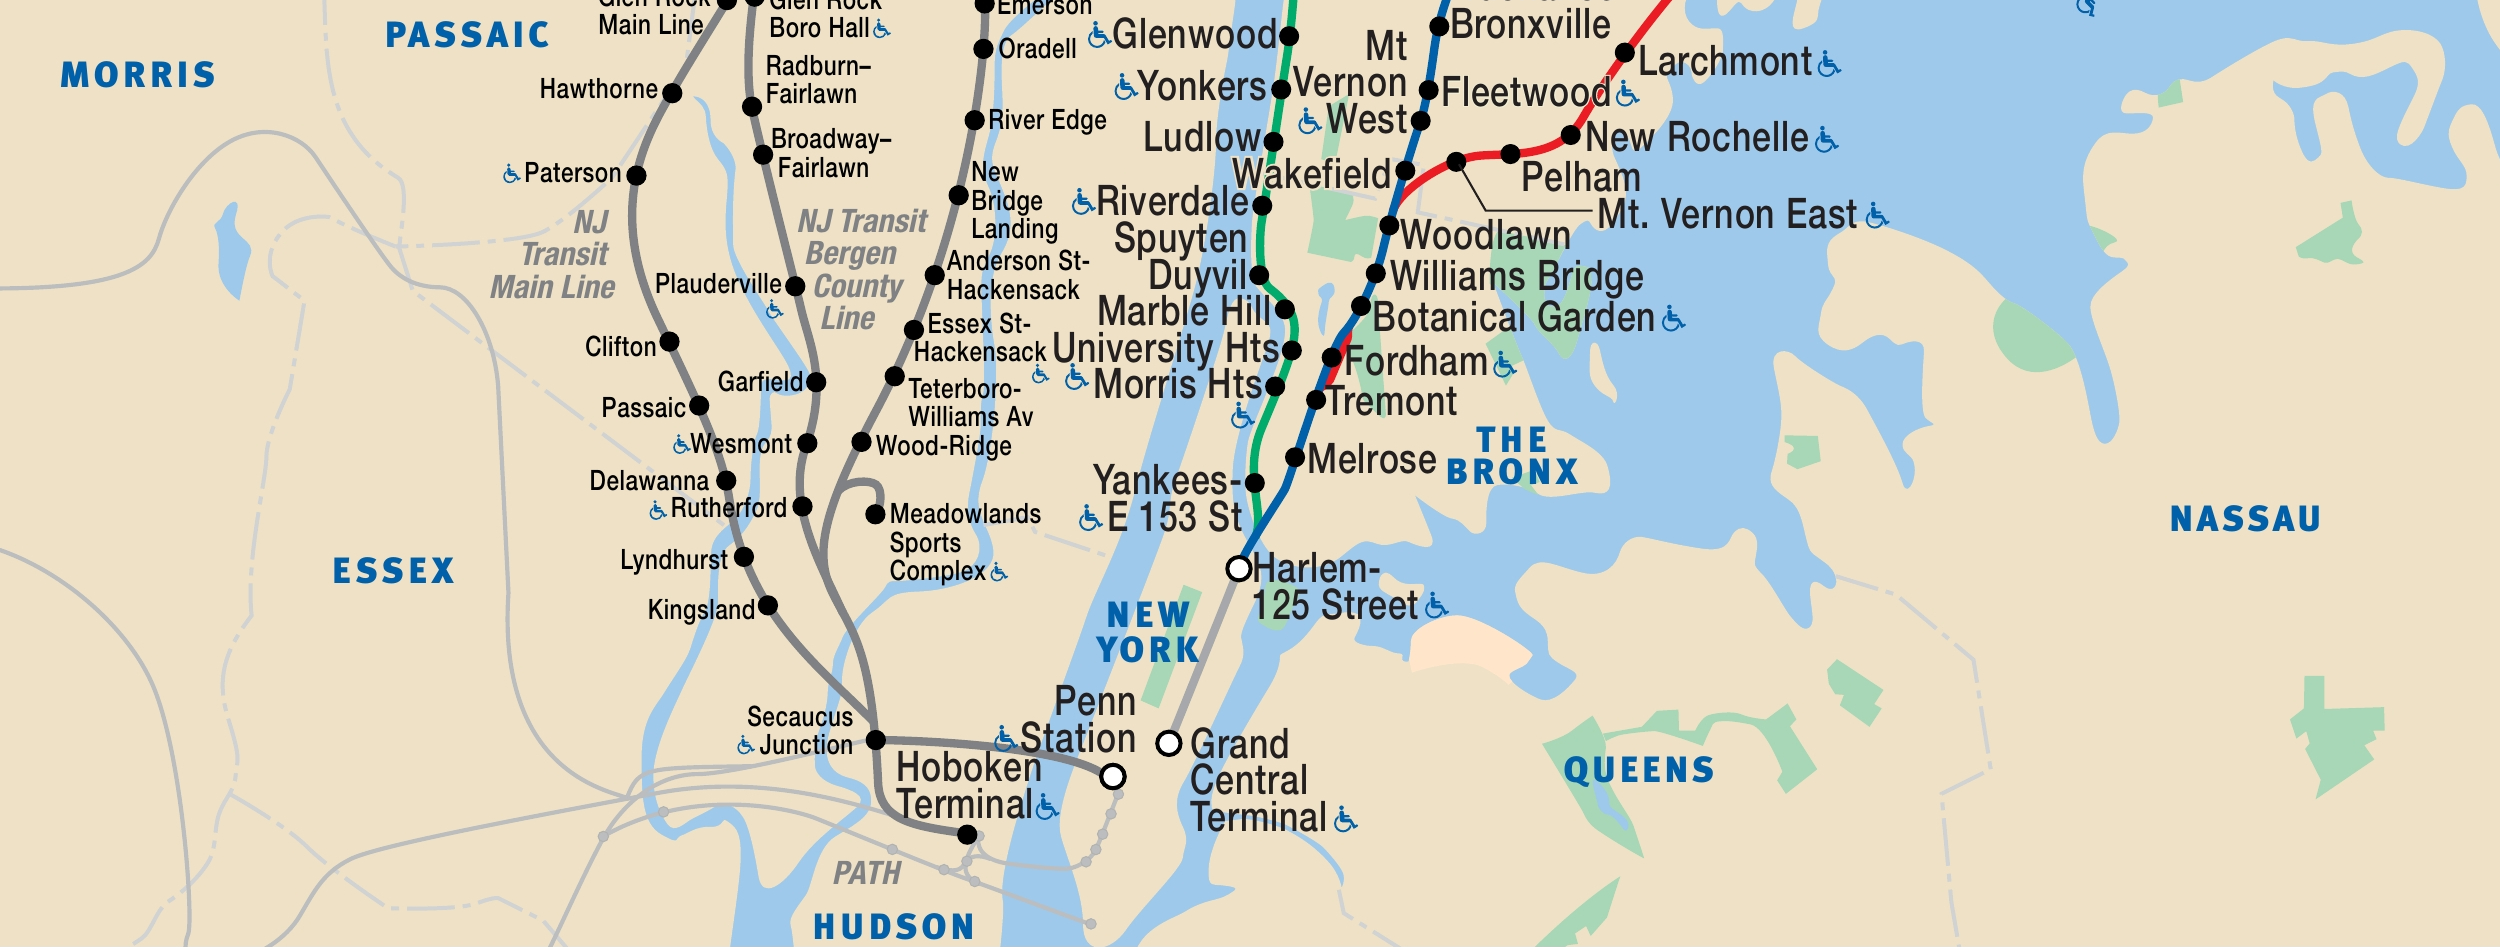 PASSAIC
MORRIS
Glen Rock
Main Line
Glen Rock
Boro Hall
Hawthorne
Radburn–
Fairlawn
Broadway–
Fairlawn
Paterson
NJ
Transit
Main Line
NJ Transit
Bergen
County
Line
Plauderville
Clifton
Garfield
Passaic
Wesmont
Delawanna
Rutherford
Lyndhurst
Kingsland
ESSEX
Emerson
Oradell
River Edge
New
Bridge
Landing
Anderson St-
Hackensack
Essex St-
Hackensack
Teterboro-
Williams Av
Wood-Ridge
Meadowlands
Sports
Complex
Secaucus
Junction
Hoboken
Terminal
Penn
Station
PATH
HUDSON
Glenwood
Yonkers
Ludlow
Riverdale
Spuyten
Duyvil
Marble Hill
University Hts
Morris Hts
Yankees-
E 153 St
Bronxville
Fleetwood
Mt
Vernon
West
Wakefield
Woodlawn
Williams Bridge
Botanical Garden
Fordham
Tremont
Melrose
Harlem-
125 Street
Grand
Central
Terminal
Larchmont
New Rochelle
Pelham
Mt. Vernon East
THE
BRONX
NEW
YORK
QUEENS
NASSAU